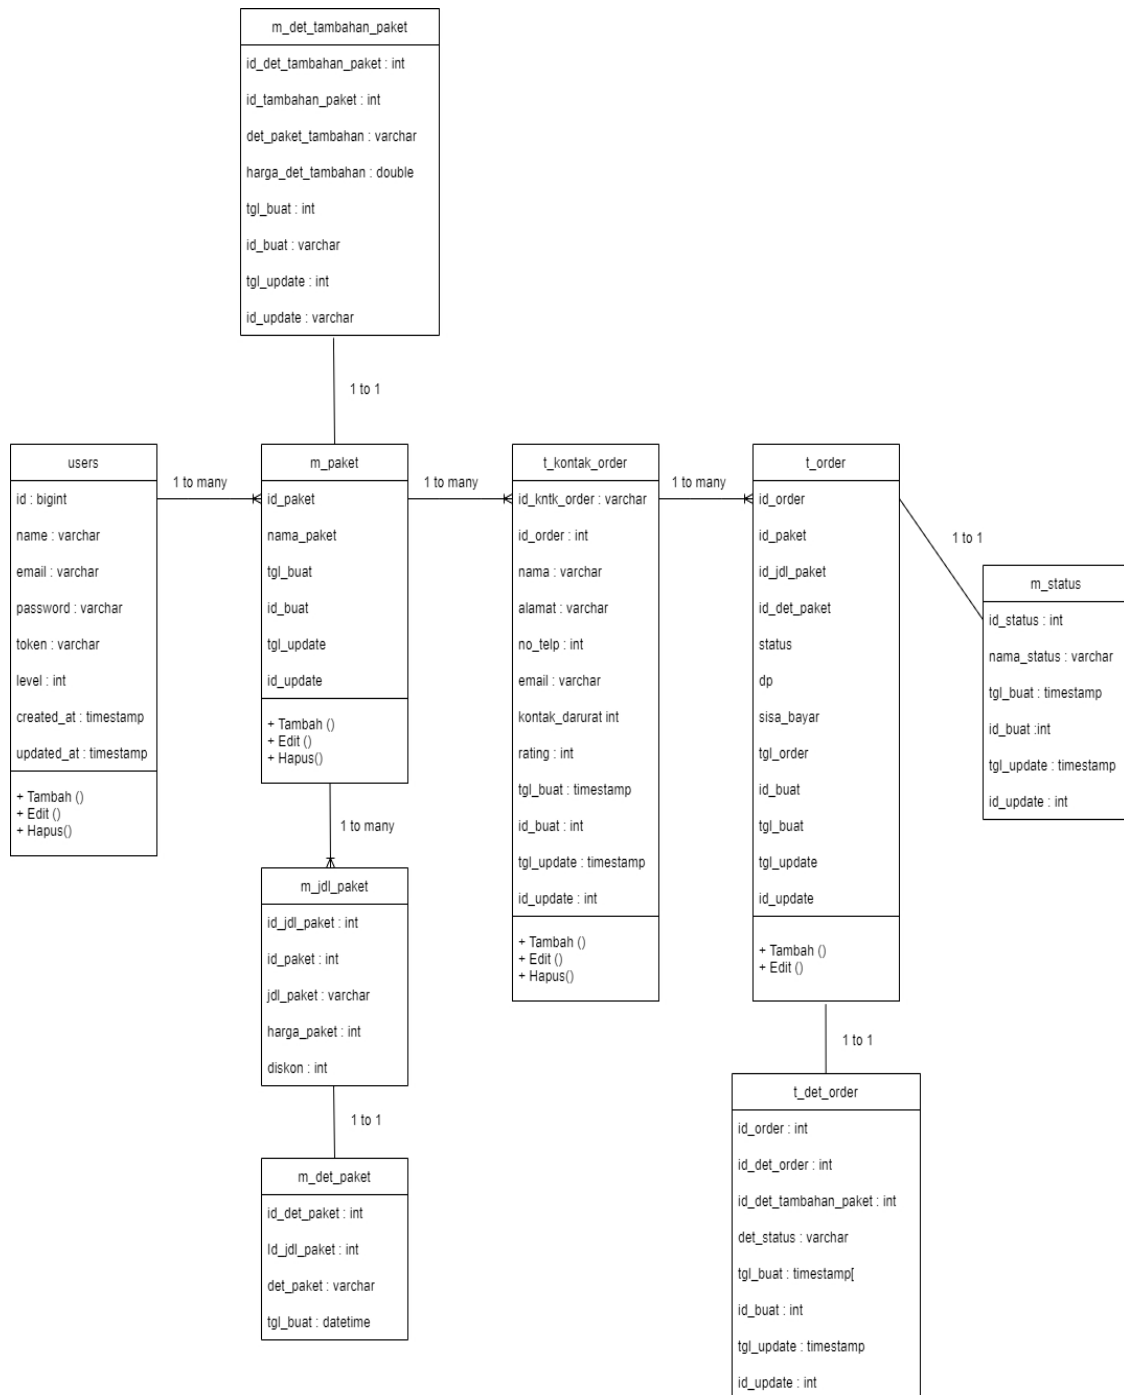 m_det_tambahan_paket
id_det_tambahan_paket : int
id_tambahan_paket : int
det_paket_tambahan : varchar
harga_det_tambahan : double
tgl_buat : int
id_buat : varchar
tgl_update : int
id_update : varchar
1 to 1
users
id : bigint
name : varchar
email : varchar
password : varchar
token : varchar
level : int
created_at : timestamp
updated_at : timestamp
+ Tambah ()
+ Edit ()
+ Hapus()
1 to many
m_paket
id_paket
nama_paket
tgl_buat
id_buat
tgl_update
id_update
+ Tambah ()
+ Edit ()
+ Hapus()
1 to many
t_kontak_order
id_kntk_order : varchar
id_order : int
nama : varchar
alamat : varchar
no_telp : int
email : varchar
kontak_darurat int
rating : int
tgl_buat : timestamp
id_buat : int
tgl_update : timestamp
id_update : int
+ Tambah ()
+ Edit ()
+ Hapus()
1 to many
t_order
id_order
id_paket
id_jdl_paket
id_det_paket
status
dp
sisa_bayar
tgl_order
id_buat
tgl_buat
tgl_update
id_update
+ Tambah ()
+ Edit ()
1 to 1
m_status
id_status : int
nama_status : varchar
tgl_buat : timestamp
id_buat :int
tgl_update : timestamp
id_update : int
1 to many
m_jdl_paket
id_jdl_paket : int
id_paket : int
jdl_paket : varchar
harga_paket : int
diskon : int
1 to 1
m_det_paket
id_det_paket : int
Id_jdl_paket : int
det_paket : varchar
tgl_buat : datetime
1 to 1
t_det_order
id_order : int
id_det_order : int
id_det_tambahan_paket : int
det_status : varchar
tgl_buat : timestamp[
id_buat : int
tgl_update : timestamp
id_update : int